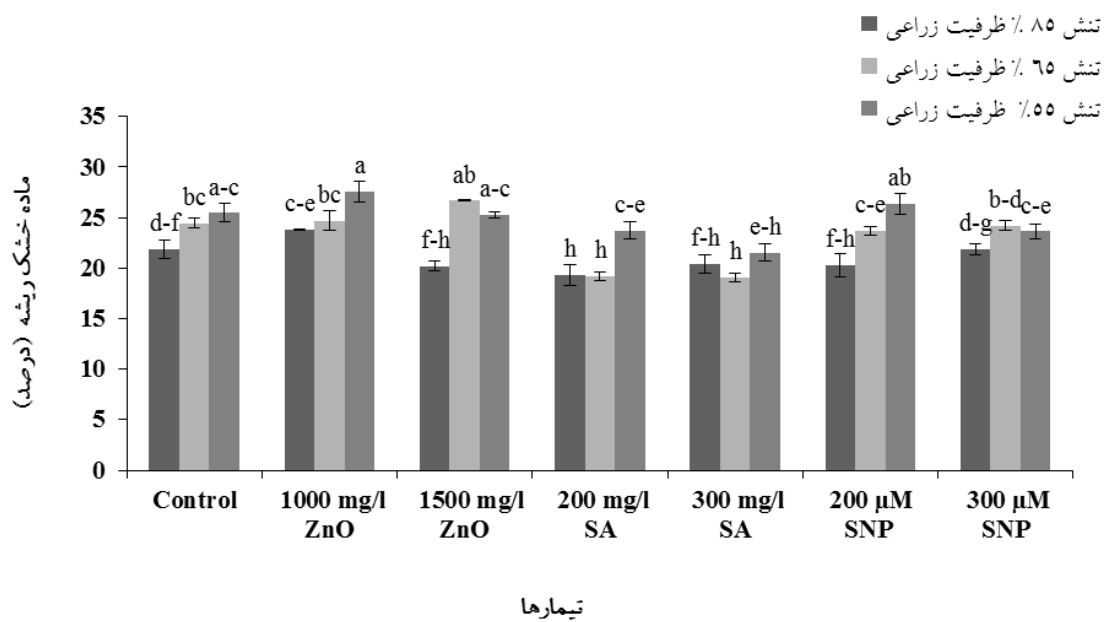 تنش ۸۵ ٪ ظرفیت زراعی
تنش ٦۵ ٪ ظرفیت زراعی
تنش ۵۵٪ ظرفیت زراعی
ماده خشک ریشه (درصد)
35
30
25
20
15
10
5
0
d-f bc a-c
c-e bc a
f-h ab a-c
h h c-e
f-h h e-h
f-h c-e ab
d-g b-d c-e
Control
1000 mg/l
ZnO
1500 mg/l
ZnO
200 mg/l
SA
300 mg/l
SA
200 µM
SNP
300 µM
SNP
تیمارها